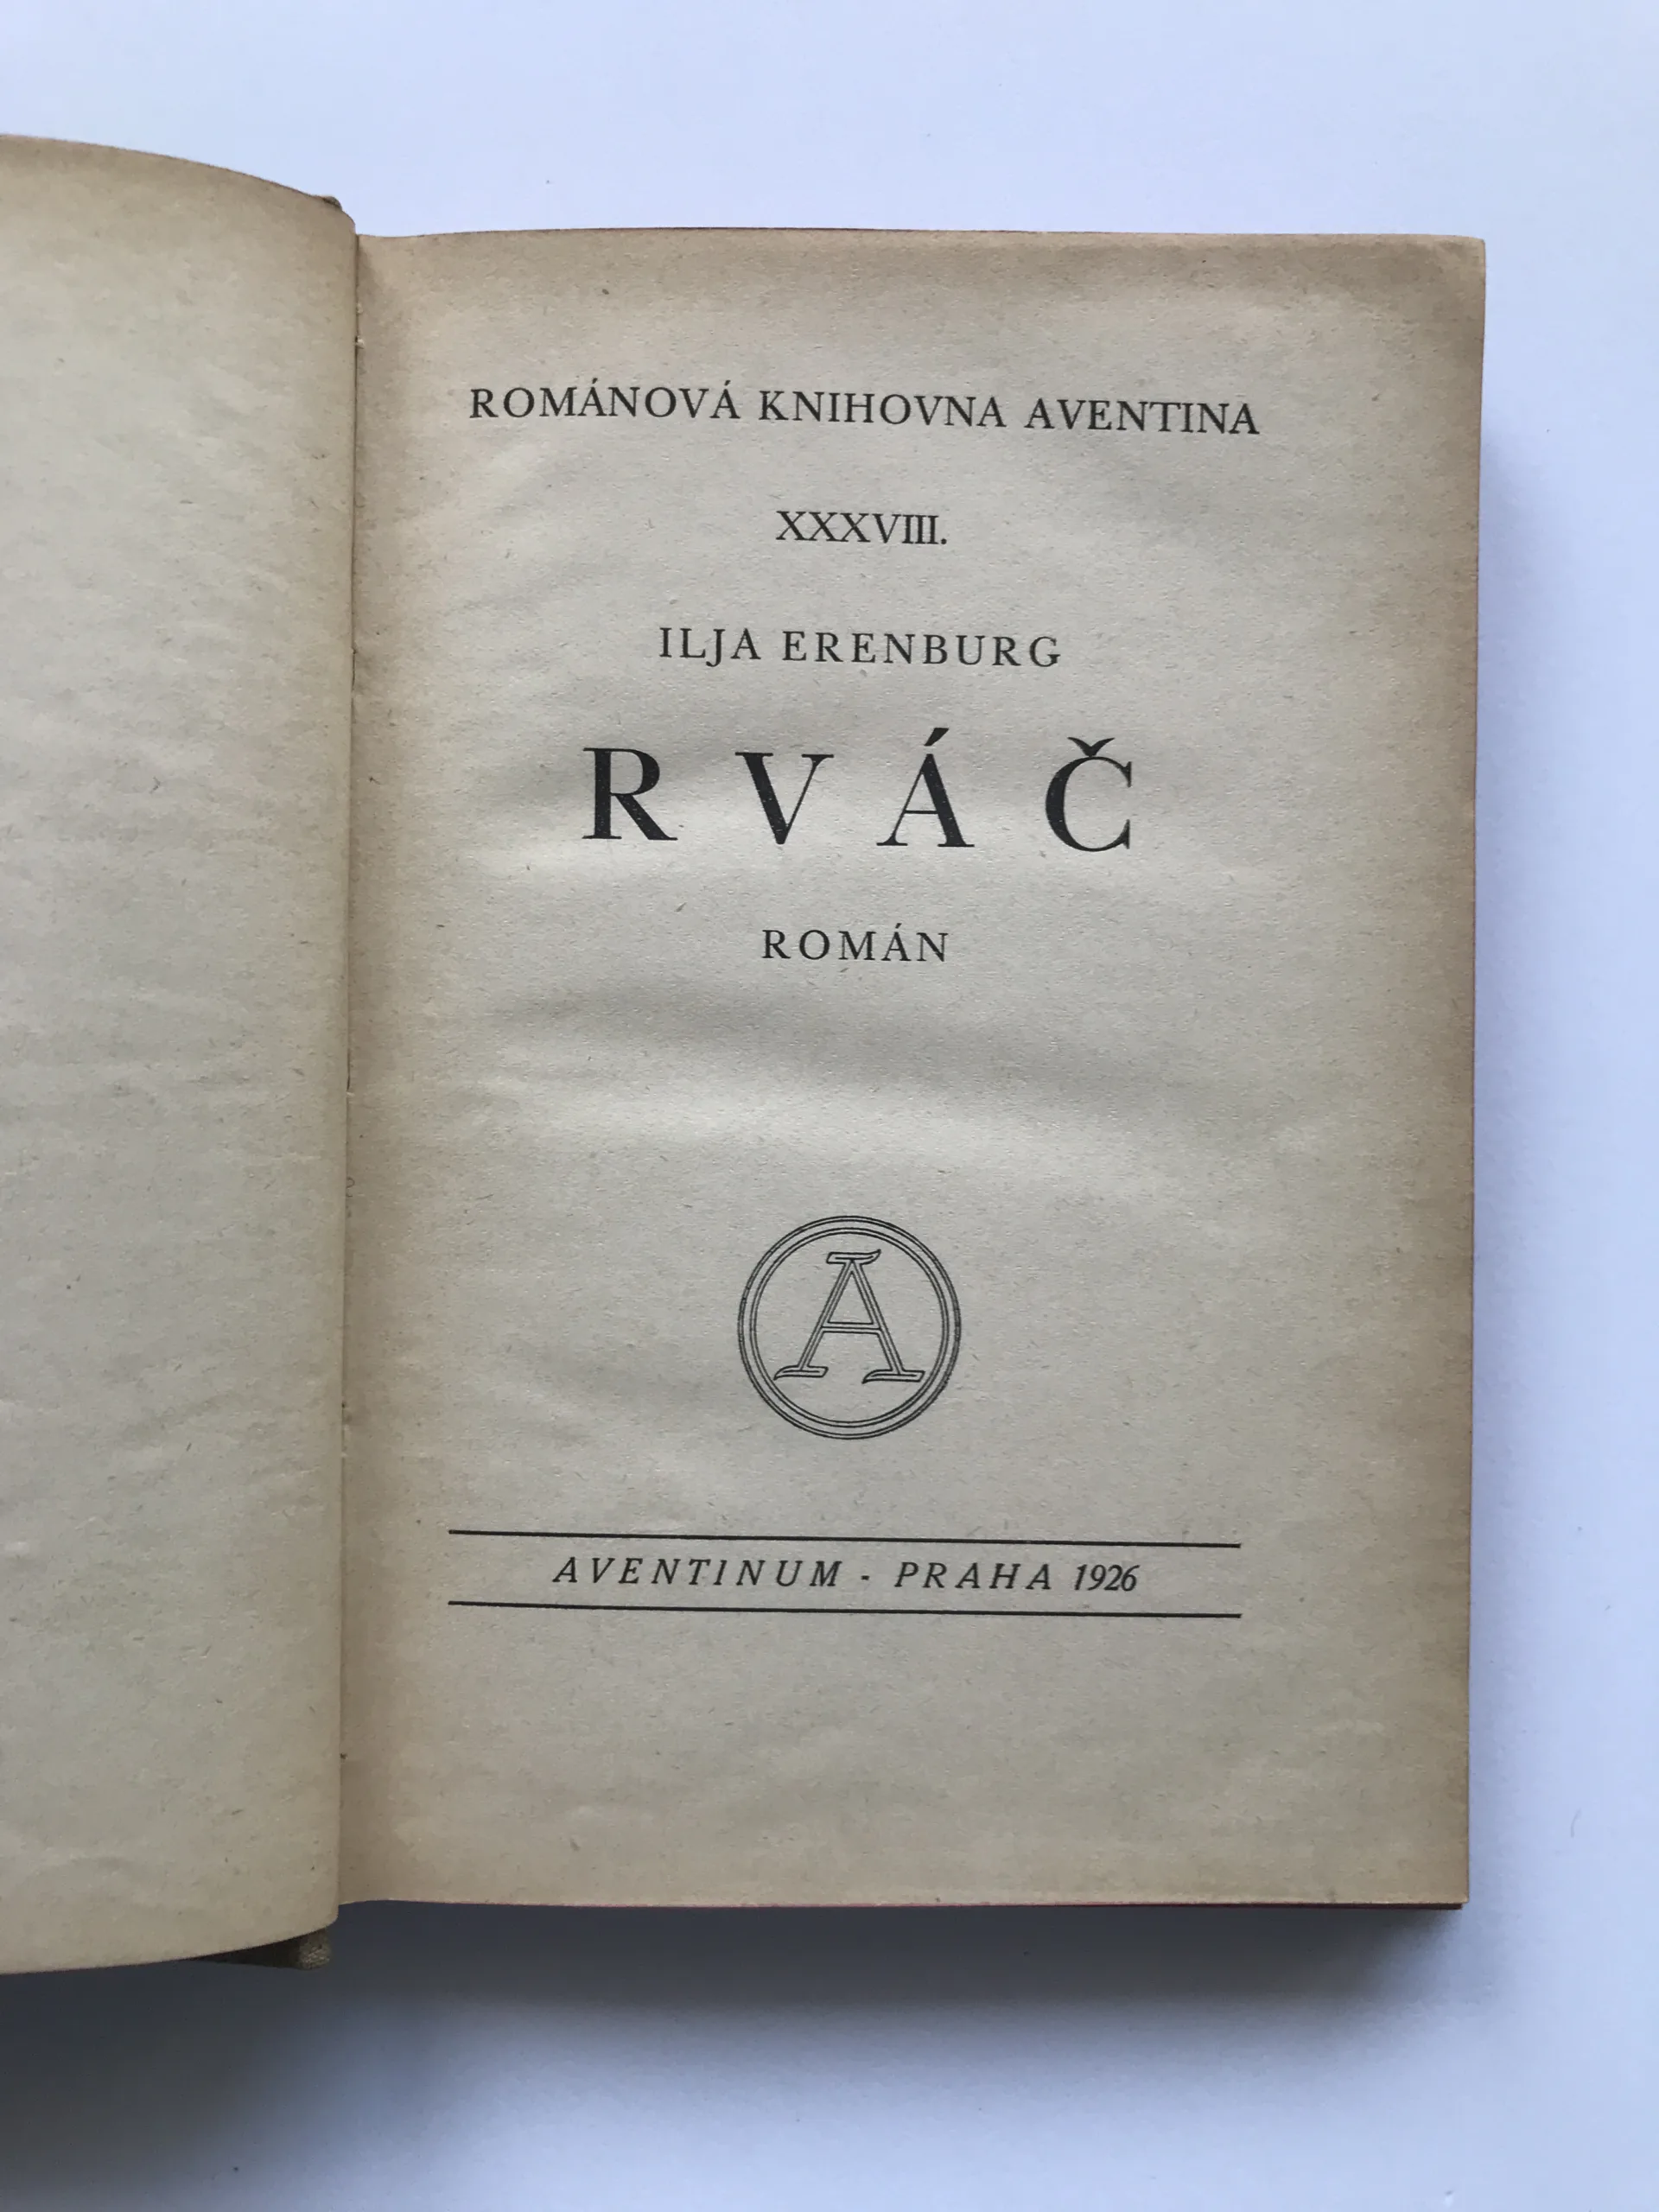 ROMÁNOVÁ KNIHOVNA AVENTINA
XXXVIII.
ILJA ERENBURG
RVÁČ
ROMÁN
A
AVENTINUM - PRAHA 1926